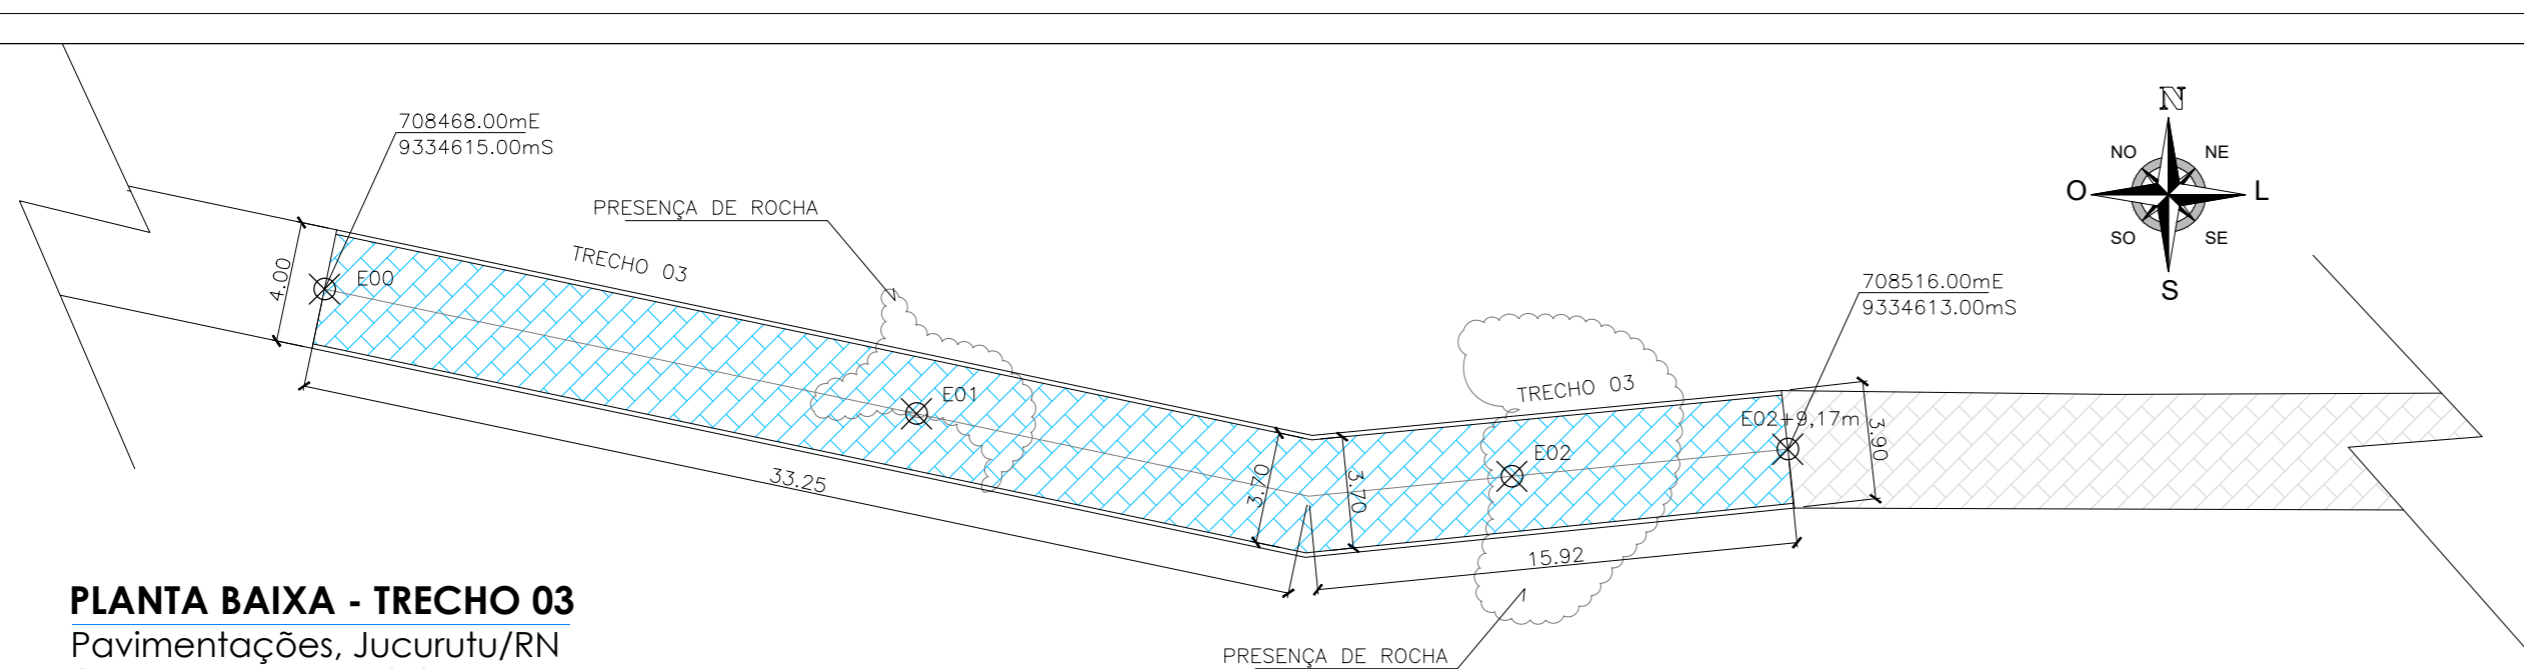 708468.00mE
9334615.00mS
PRESENÇA DE ROCHA
TRECHO 03
N
NO
NE
O
L
SO
SE
S
4.00
E00
708516.00mE
9334613.00mS
E01
TRECHO 03
E02+9,17m
3.90
E02
33.25
3.70
3.70
15.92
PLANTA BAIXA - TRECHO 03
Pavimentações, Jucurutu/RN
PRESENÇA DE ROCHA